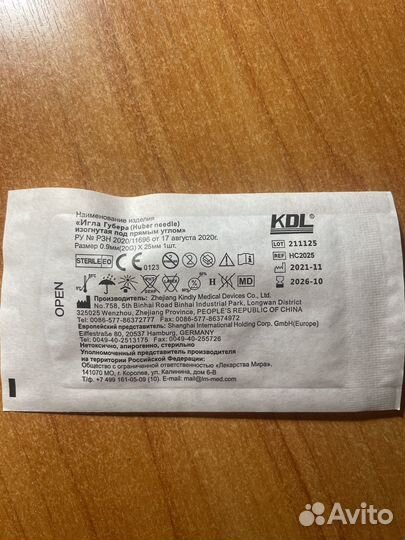 Наименование изделия
«Игла Губера (Huber needle)
изогнутая под прямым углом»
РУ № РЗН 2020/11696 от 17 августа 2020г.
Размер 0.9мм(20G) X 25мм 1шт.
KDL®
LOT 211125
REF HC2025
2021-11
2026-10
STERILE EO
CE 0123
MD
OPEN
Производитель: Zhejiang Kindly Medical Devices Co., Ltd.
No.758, 5th Binhai Road Binhai Industrial Park, Longwan District
325025 Wenzhou, Zhejiang Province, PEOPLE'S REPUBLIC OF CHINA
Tel: 0086-577-86372777 Fax: 0086-577-86374972
Европейский представитель: Shanghai International Holding Corp. GmbH(Europe)
Eiffestraße 80, 20537 Hamburg, GERMANY
Tel: 0049-40-2513175 Fax: 0049-40-255726
Нетоксично, апирогенно, стерильно
Уполномоченный представитель производителя
на территории Российской Федерации:
Общество с ограниченной ответственностью «Лекарства Мира».
141070 МО, г. Королев, ул. Калинина, дом 6-В
Т/ф +7 499 161-05-09 (10). E-mail: mail@lm-med.com
Avito